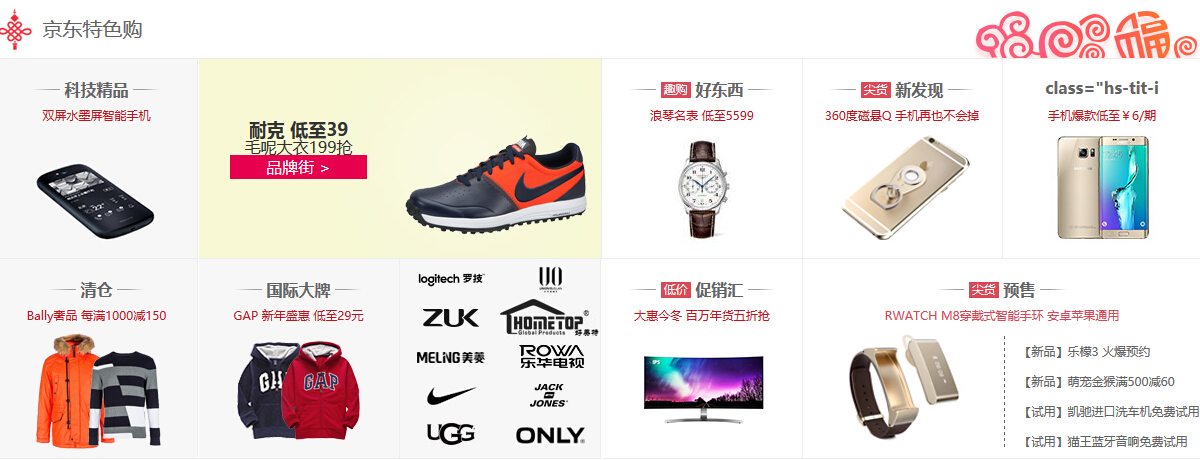 京东特色购
福
科技精品
双屏水墨屏智能手机
耐克 低至39
毛呢大衣199抢
品牌街 >
趣购 好东西
浪琴名表 低至5599
尖货 新发现
360度磁悬Q 手机再也不会掉
class="hs-tit-i
手机爆款低至￥6/期
清仓
Bally奢品 每满1000减150
国际大牌
GAP 新年盛惠 低至29元
GAP
logitech 罗技
ZUK
HOMETOP
Global Products 好美特
MELING 美菱
ROWA
乐华电视
JACK
JONES
UGG
ONLY
低价 促销汇
大惠今冬 百万年货五折抢
IPS
尖货 预售
RWATCH M8穿戴式智能手环 安卓苹果通用
【新品】乐檬3 火爆预约
【新品】萌宠金猴满500减60
【试用】凯驰进口洗车机免费试用
【试用】猫王蓝牙音响免费试用